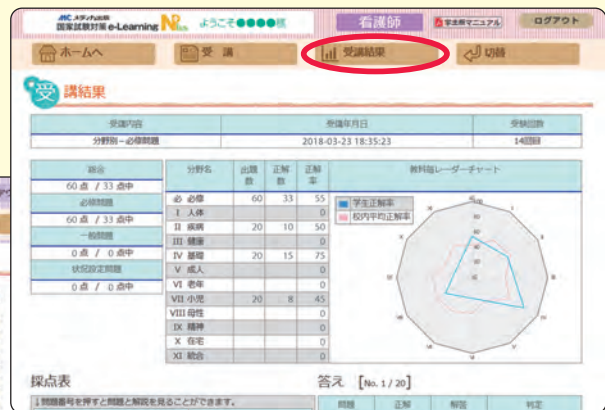 MC メディカ出版
国家試験対策 e-Learning
ようこそ●●●●様
看護師
学生用マニュアル
ログアウト
ホームへ
受 講
受講結果
切替
受 講結果
受講内容 受講年月日 受験回数
分野別－必修問題 2018-03-23 18:35:23 14回目
総合
60 点 / 33 点中
必修問題
60 点 / 33 点中
一般問題
0 点 / 0 点中
状況設定問題
0 点 / 0 点中
分野名 出題数 正解数 正解率
必 必修 60 33 55
I 人体 0
II 疾病 20 10 50
III 健康 0
IV 基礎 20 15 75
V 成人 0
VI 老年 0
VII 小児 20 8 45
VIII 母性 0
IX 精神 0
X 在宅 0
XI 統合 0
教科版レーダーチャート
学生正解率
校内平均正解率
採点表
↓問題番号を押すと問題と解説を見ることができます。
答え [No. 1 / 20]
問題 正解 解答 判定